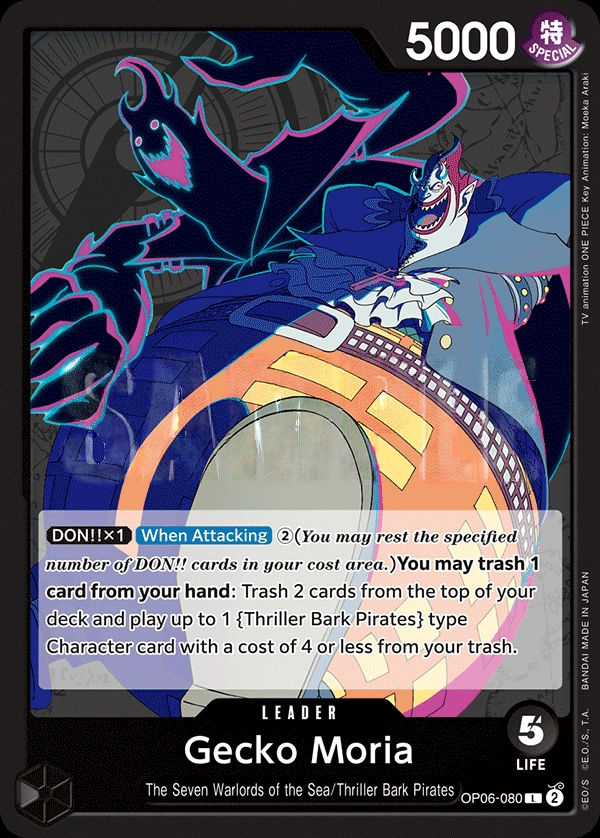 5000
特
SPECIAL
TV animation ONE PIECE Key Animation: Moeka Araki
SAMPLE
DON!!×1 When Attacking ②(You may rest the specified
number of DON!! cards in your cost area.)You may trash 1
card from your hand: Trash 2 cards from the top of your
deck and play up to 1 {Thriller Bark Pirates} type
Character card with a cost of 4 or less from your trash.
LEADER
Gecko Moria
The Seven Warlords of the Sea/Thriller Bark Pirates
5
LIFE
OP06-080 L 2
©E.O/S ©E.O./S., T.A. BANDAI MADE IN JAPAN